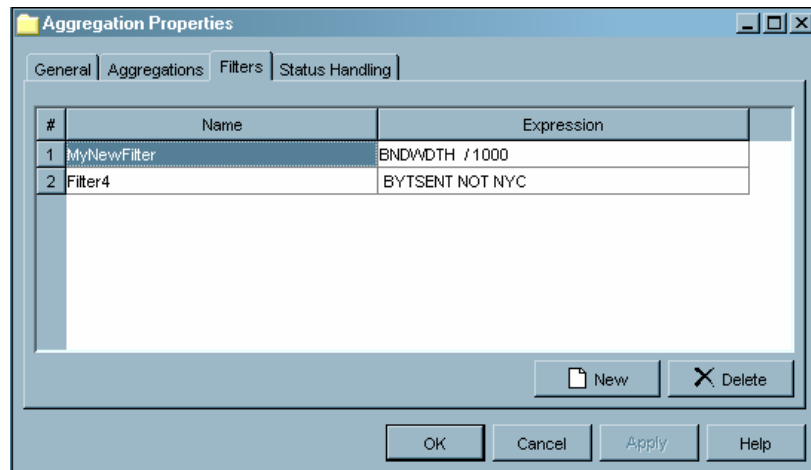 Aggregation Properties
General Aggregations Filters Status Handling
# Name Expression
1 MyNewFilter BNDWDTH / 1000
2 Filter4 BYTSENT NOT NYC
New Delete
OK Cancel Apply Help